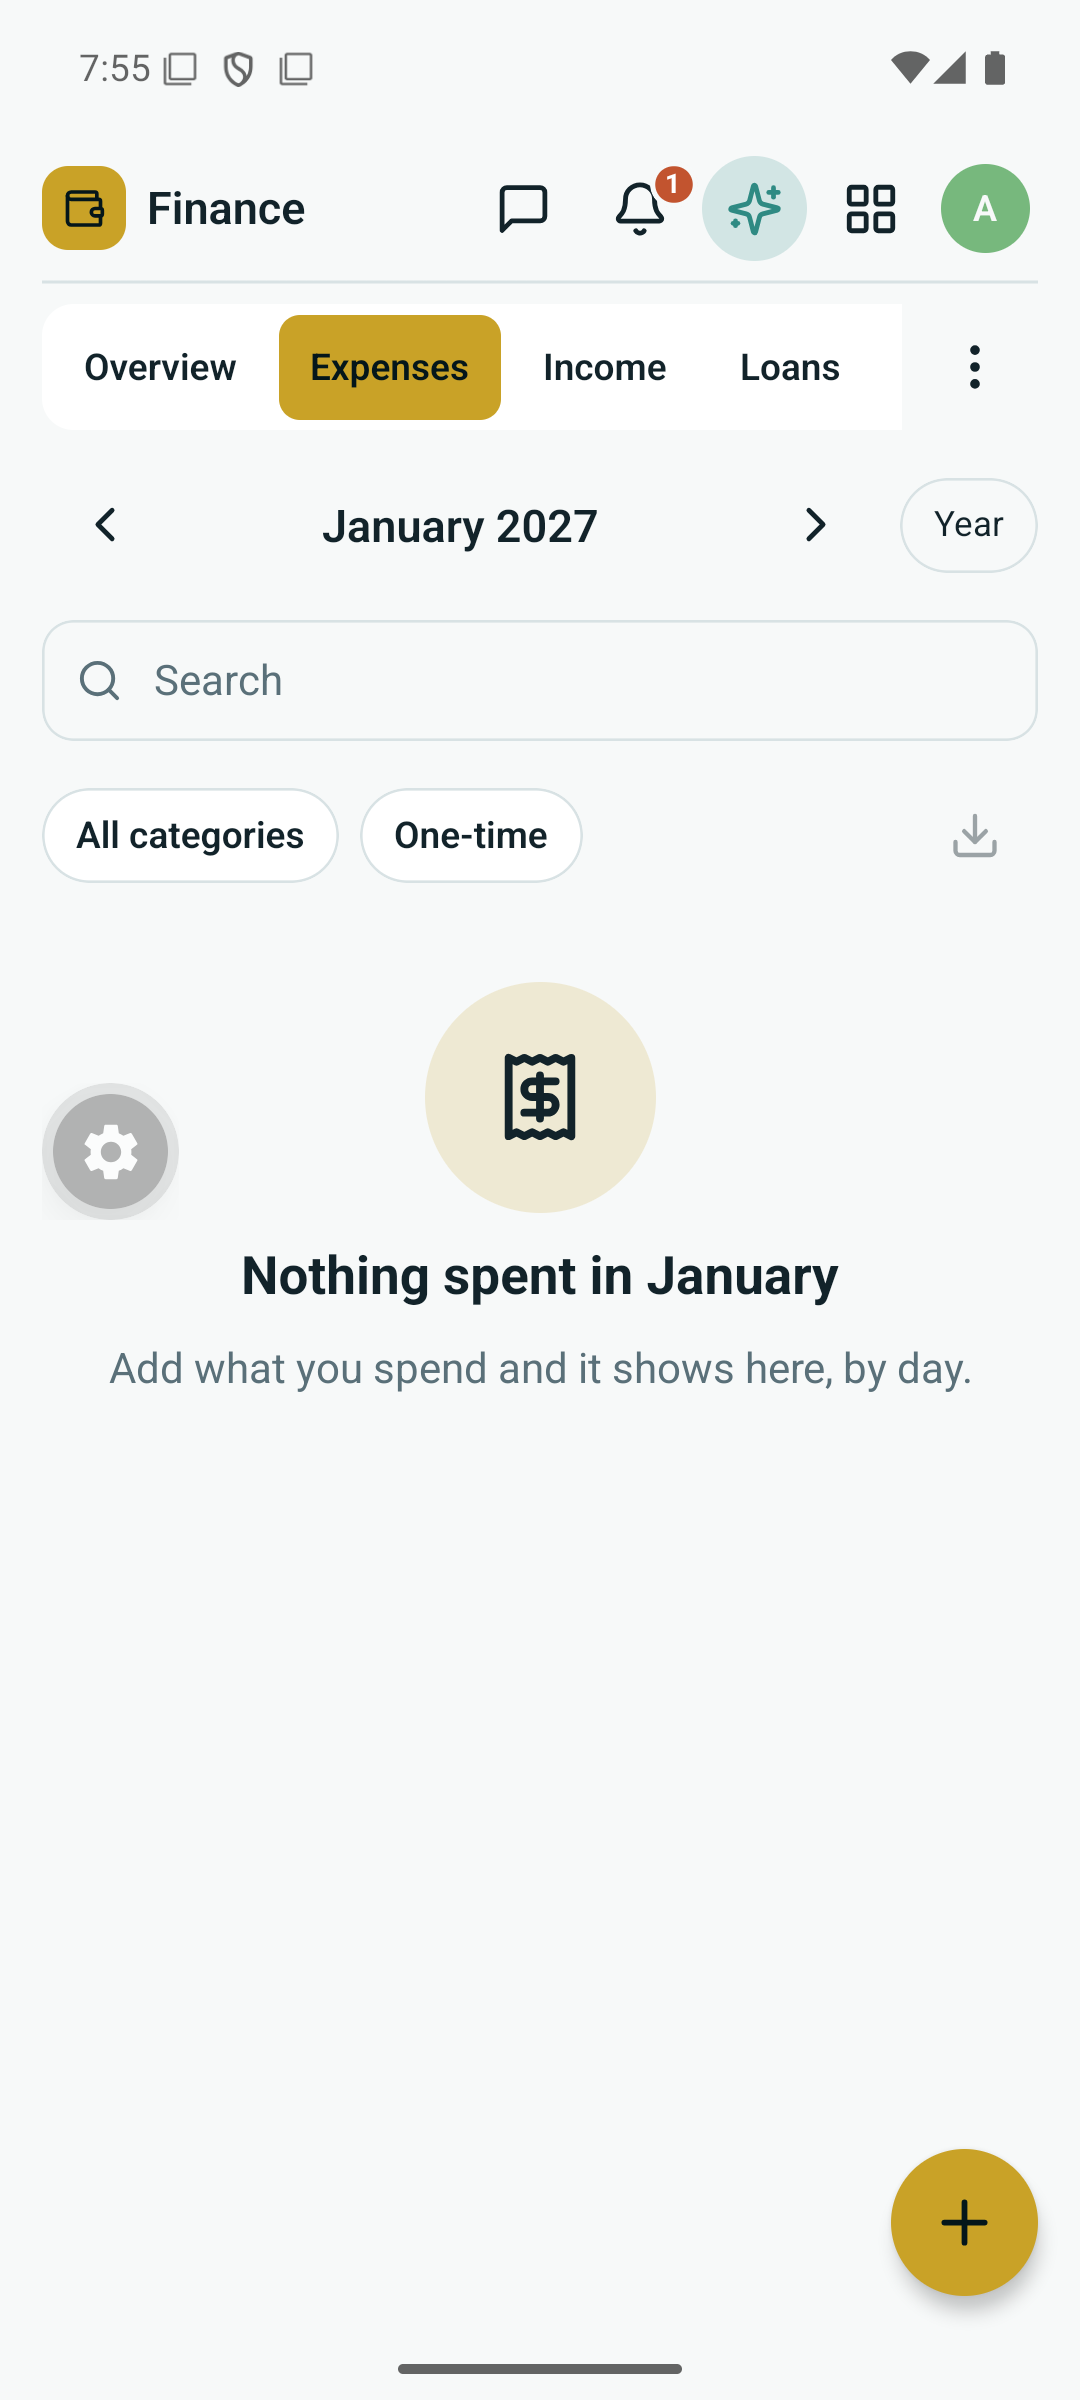 7:55
Finance
1
A
Overview
Expenses
Income
Loans
January 2027
Year
Search
All categories
One-time
Nothing spent in January
Add what you spend and it shows here, by day.